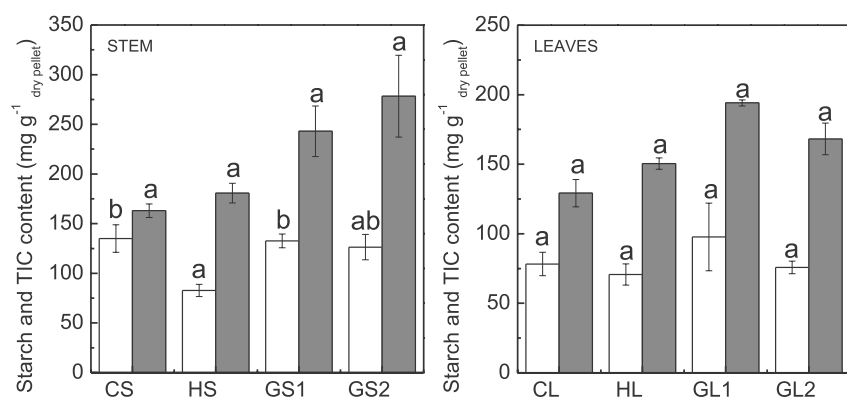 Starch and TIC content (mg g-1 dry pellet)
350
300
250
200
150
100
50
0
STEM
b a a a b a ab a
CS HS GS1 GS2
Starch and TIC content (mg g-1 dry pellet)
250
200
150
100
50
0
LEAVES
a a a a a a a a
CL HL GL1 GL2